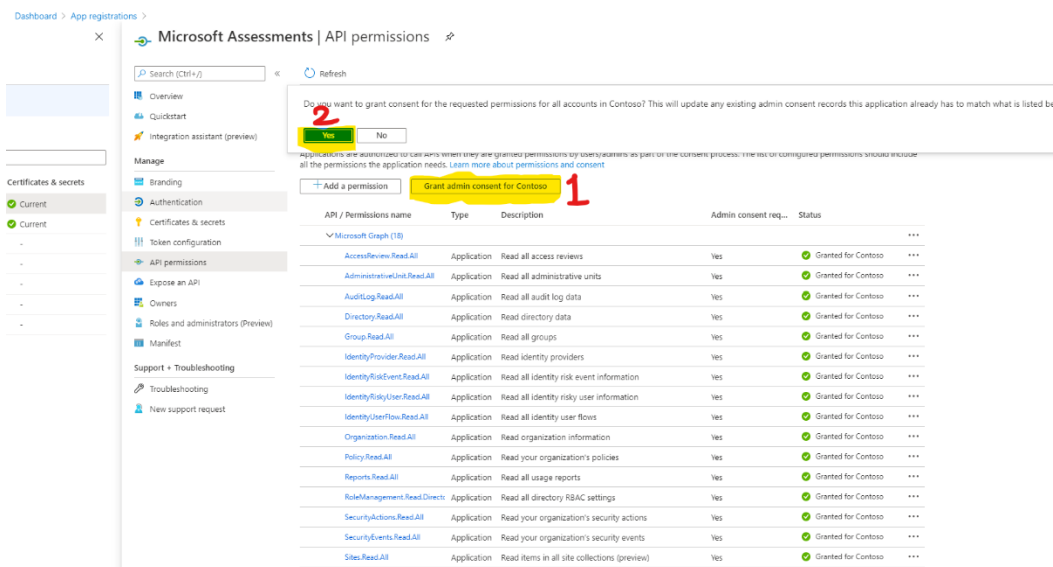 Dashboard > App registrations >
Microsoft Assessments | API permissions
Search (Ctrl+/)
«
Refresh
Overview
Quickstart
Integration assistant (preview)
Manage
Branding
Authentication
Certificates & secrets
Token configuration
API permissions
Expose an API
Owners
Roles and administrators (Preview)
Manifest
Support + Troubleshooting
Troubleshooting
New support request
Certificates & secrets
Current
Current
-
-
-
-
-
Do you want to grant consent for the requested permissions for all accounts in Contoso? This will update any existing admin consent records this application already has to match what is listed be
2
Yes
No
Applications are authorized to call APIs when they are granted permissions by users/admins as part of the consent process. The list of configured permissions should include
all the permissions the application needs. Learn more about permissions and consent
+ Add a permission
Grant admin consent for Contoso
1
API / Permissions name Type Description Admin consent req... Status
Microsoft Graph (18) ...
AccessReview.Read.All Application Read all access reviews Yes Granted for Contoso ...
AdministrativeUnit.Read.All Application Read all administrative units Yes Granted for Contoso ...
AuditLog.Read.All Application Read all audit log data Yes Granted for Contoso ...
Directory.Read.All Application Read directory data Yes Granted for Contoso ...
Group.Read.All Application Read all groups Yes Granted for Contoso ...
IdentityProvider.Read.All Application Read identity providers Yes Granted for Contoso ...
IdentityRiskEvent.Read.All Application Read all identity risk event information Yes Granted for Contoso ...
IdentityRiskyUser.Read.All Application Read all identity risky user information Yes Granted for Contoso ...
IdentityUserFlow.Read.All Application Read all identity user flows Yes Granted for Contoso ...
Organization.Read.All Application Read organization information Yes Granted for Contoso ...
Policy.Read.All Application Read your organization's policies Yes Granted for Contoso ...
Reports.Read.All Application Read all usage reports Yes Granted for Contoso ...
RoleManagement.Read.Directo Application Read all directory RBAC settings Yes Granted for Contoso ...
SecurityActions.Read.All Application Read your organization's security actions Yes Granted for Contoso ...
SecurityEvents.Read.All Application Read your organization's security events Yes Granted for Contoso ...
Sites.Read.All Application Read items in all site collections (preview) Yes Granted for Contoso ...